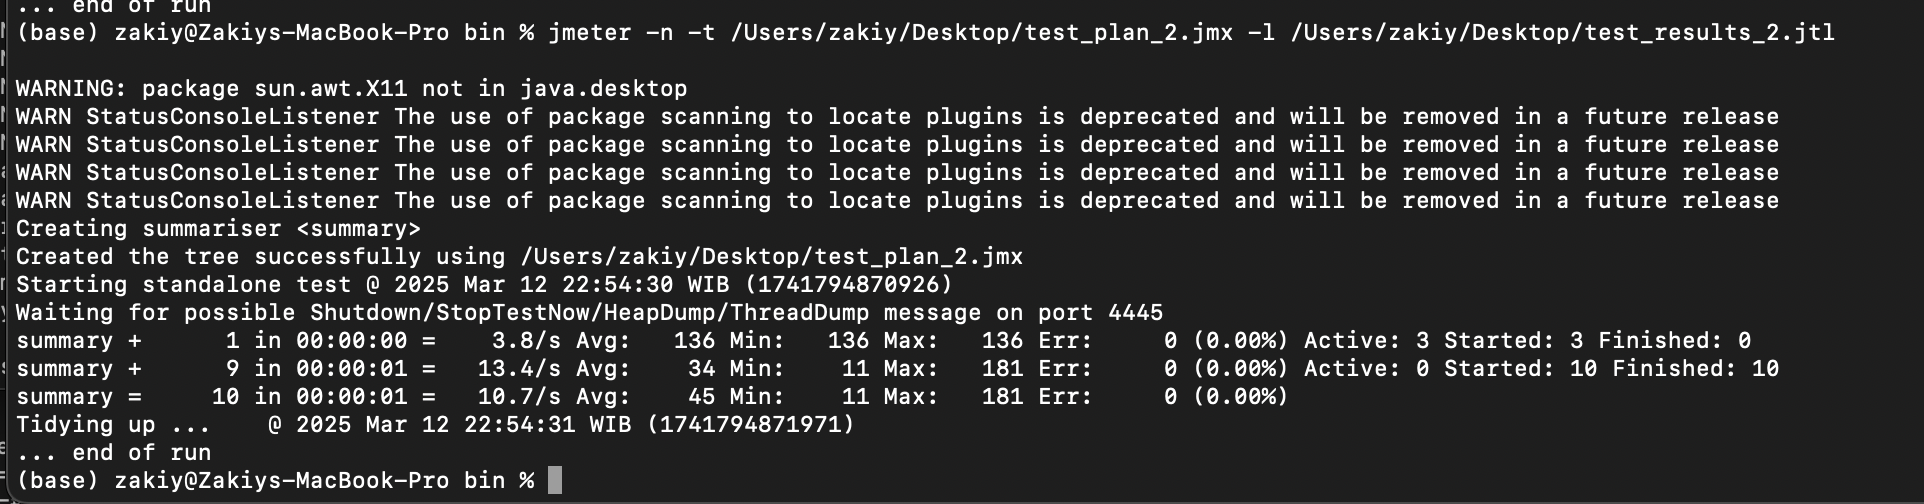 ... end of run
(base) zakiy@Zakiys-MacBook-Pro bin % jmeter -n -t /Users/zakiy/Desktop/test_plan_2.jmx -l /Users/zakiy/Desktop/test_results_2.jtl
WARNING: package sun.awt.X11 not in java.desktop
WARN StatusConsoleListener The use of package scanning to locate plugins is deprecated and will be removed in a future release
WARN StatusConsoleListener The use of package scanning to locate plugins is deprecated and will be removed in a future release
WARN StatusConsoleListener The use of package scanning to locate plugins is deprecated and will be removed in a future release
WARN StatusConsoleListener The use of package scanning to locate plugins is deprecated and will be removed in a future release
Creating summariser <summary>
Created the tree successfully using /Users/zakiy/Desktop/test_plan_2.jmx
Starting standalone test @ 2025 Mar 12 22:54:30 WIB (1741794870926)
Waiting for possible Shutdown/StopTestNow/HeapDump/ThreadDump message on port 4445
summary +      1 in 00:00:00 =    3.8/s Avg:   136 Min:   136 Max:   136 Err:     0 (0.00%) Active: 3 Started: 3 Finished: 0
summary +      9 in 00:00:01 =   13.4/s Avg:    34 Min:    11 Max:   181 Err:     0 (0.00%) Active: 0 Started: 10 Finished: 10
summary =     10 in 00:00:01 =   10.7/s Avg:    45 Min:    11 Max:   181 Err:     0 (0.00%)
Tidying up ...    @ 2025 Mar 12 22:54:31 WIB (1741794871971)
... end of run
(base) zakiy@Zakiys-MacBook-Pro bin %